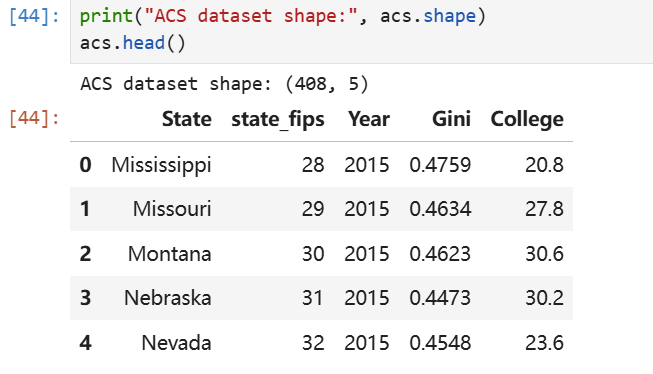 [44]: print("ACS dataset shape:", acs.shape)
acs.head()
ACS dataset shape: (408, 5)
[44]: State state_fips Year Gini College
0 Mississippi 28 2015 0.4759 20.8
1 Missouri 29 2015 0.4634 27.8
2 Montana 30 2015 0.4623 30.6
3 Nebraska 31 2015 0.4473 30.2
4 Nevada 32 2015 0.4548 23.6